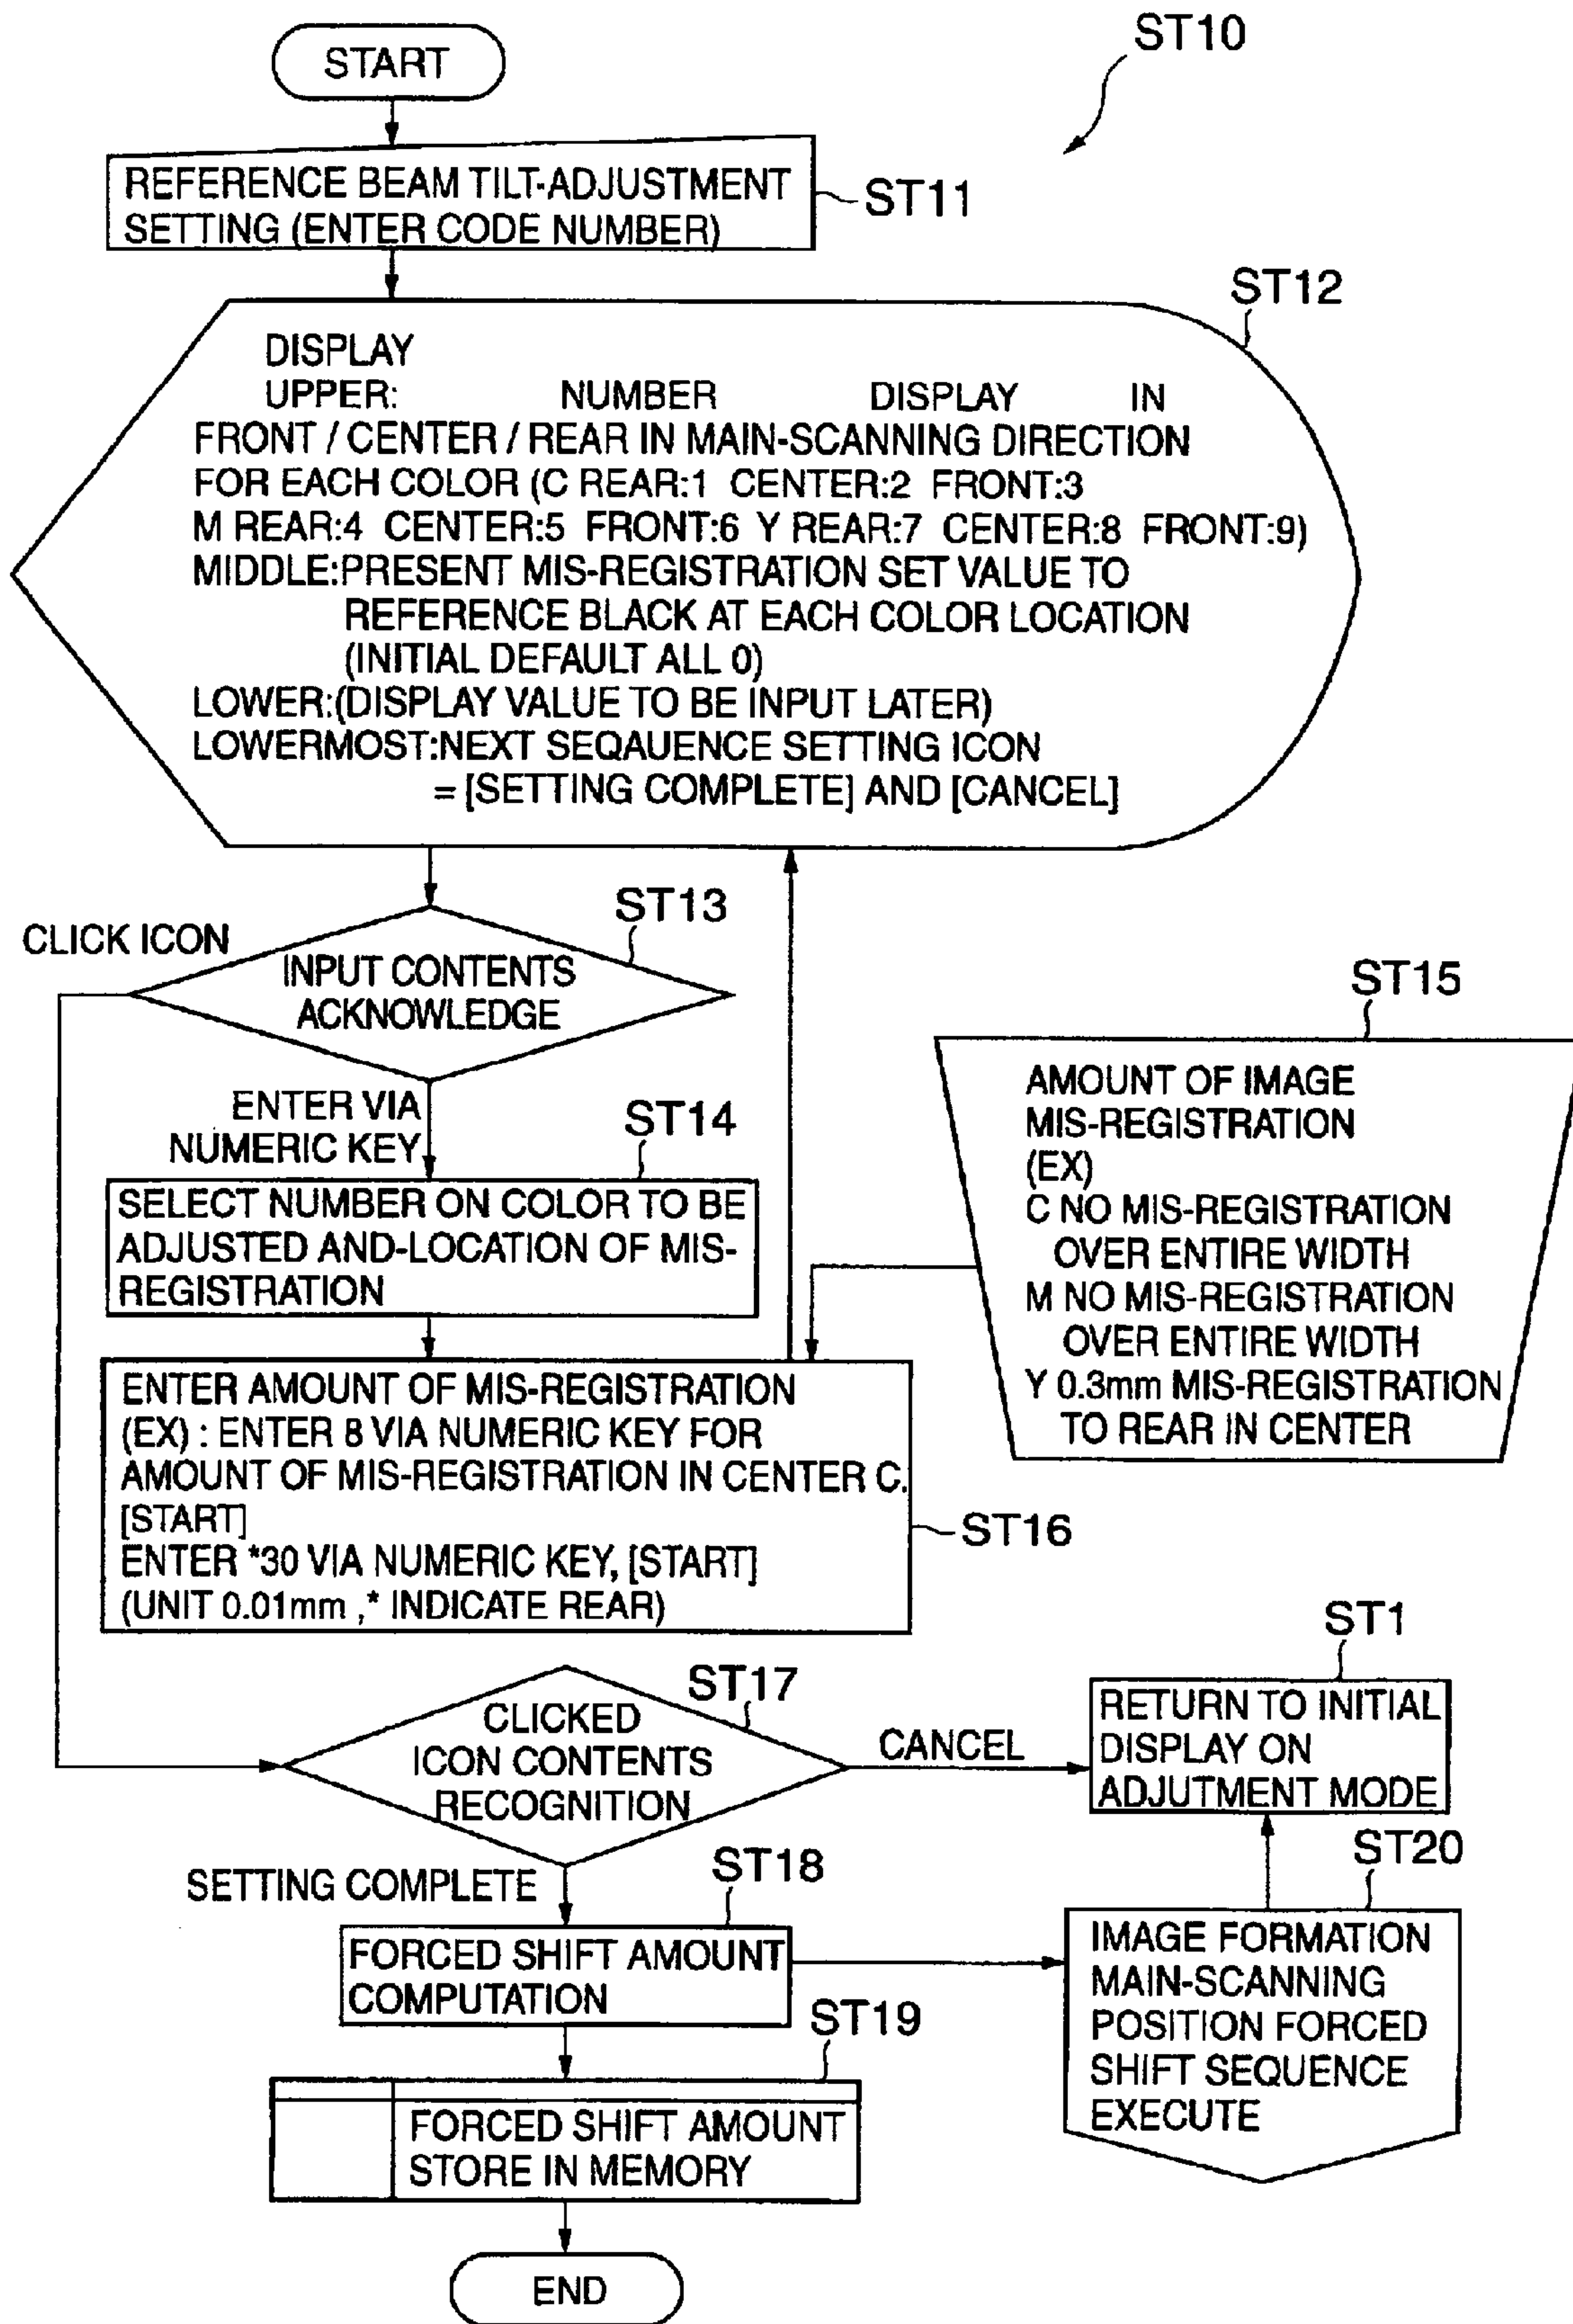 ST10
START
REFERENCE BEAM TILT-ADJUSTMENT
SETTING (ENTER CODE NUMBER)
ST11
ST12
DISPLAY
UPPER: NUMBER DISPLAY IN
FRONT / CENTER / REAR IN MAIN-SCANNING DIRECTION
FOR EACH COLOR (C REAR:1 CENTER:2 FRONT:3
M REAR:4 CENTER:5 FRONT:6 Y REAR:7 CENTER:8 FRONT:9)
MIDDLE:PRESENT MIS-REGISTRATION SET VALUE TO
REFERENCE BLACK AT EACH COLOR LOCATION
(INITIAL DEFAULT ALL 0)
LOWER:(DISPLAY VALUE TO BE INPUT LATER)
LOWERMOST:NEXT SEQAUENCE SETTING ICON
= [SETTING COMPLETE] AND [CANCEL]
ST13
CLICK ICON
INPUT CONTENTS
ACKNOWLEDGE
ENTER VIA
NUMERIC KEY
ST14
SELECT NUMBER ON COLOR TO BE
ADJUSTED AND-LOCATION OF MIS-
REGISTRATION
ST15
AMOUNT OF IMAGE
MIS-REGISTRATION
(EX)
C NO MIS-REGISTRATION
OVER ENTIRE WIDTH
M NO MIS-REGISTRATION
OVER ENTIRE WIDTH
Y 0.3mm MIS-REGISTRATION
TO REAR IN CENTER
ENTER AMOUNT OF MIS-REGISTRATION
(EX) : ENTER 8 VIA NUMERIC KEY FOR
AMOUNT OF MIS-REGISTRATION IN CENTER C.
[START]
ENTER *30 VIA NUMERIC KEY, [START]
(UNIT 0.01mm ,* INDICATE REAR)
ST16
ST17
CLICKED
ICON CONTENTS
RECOGNITION
CANCEL
ST1
RETURN TO INITIAL
DISPLAY ON
ADJUTMENT MODE
SETTING COMPLETE
ST18
FORCED SHIFT AMOUNT
COMPUTATION
ST20
IMAGE FORMATION
MAIN-SCANNING
POSITION FORCED
SHIFT SEQUENCE
EXECUTE
ST19
FORCED SHIFT AMOUNT
STORE IN MEMORY
END